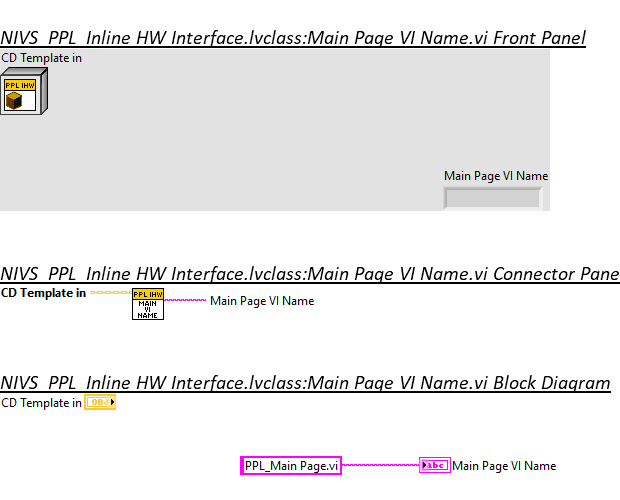 NIVS_PPL_Inline HW Interface.lvclass:Main Page VI Name.vi Front Panel
CD Template in
PPL IHW
Main Page VI Name
NIVS_PPL_Inline HW Interface.lvclass:Main Page VI Name.vi Connector Pane
CD Template in
PPL IHW
MAIN
VI
NAME
Main Page VI Name
NIVS_PPL_Inline HW Interface.lvclass:Main Page VI Name.vi Block Diagram
CD Template in OBJ
PPL_Main Page.vi abc Main Page VI Name